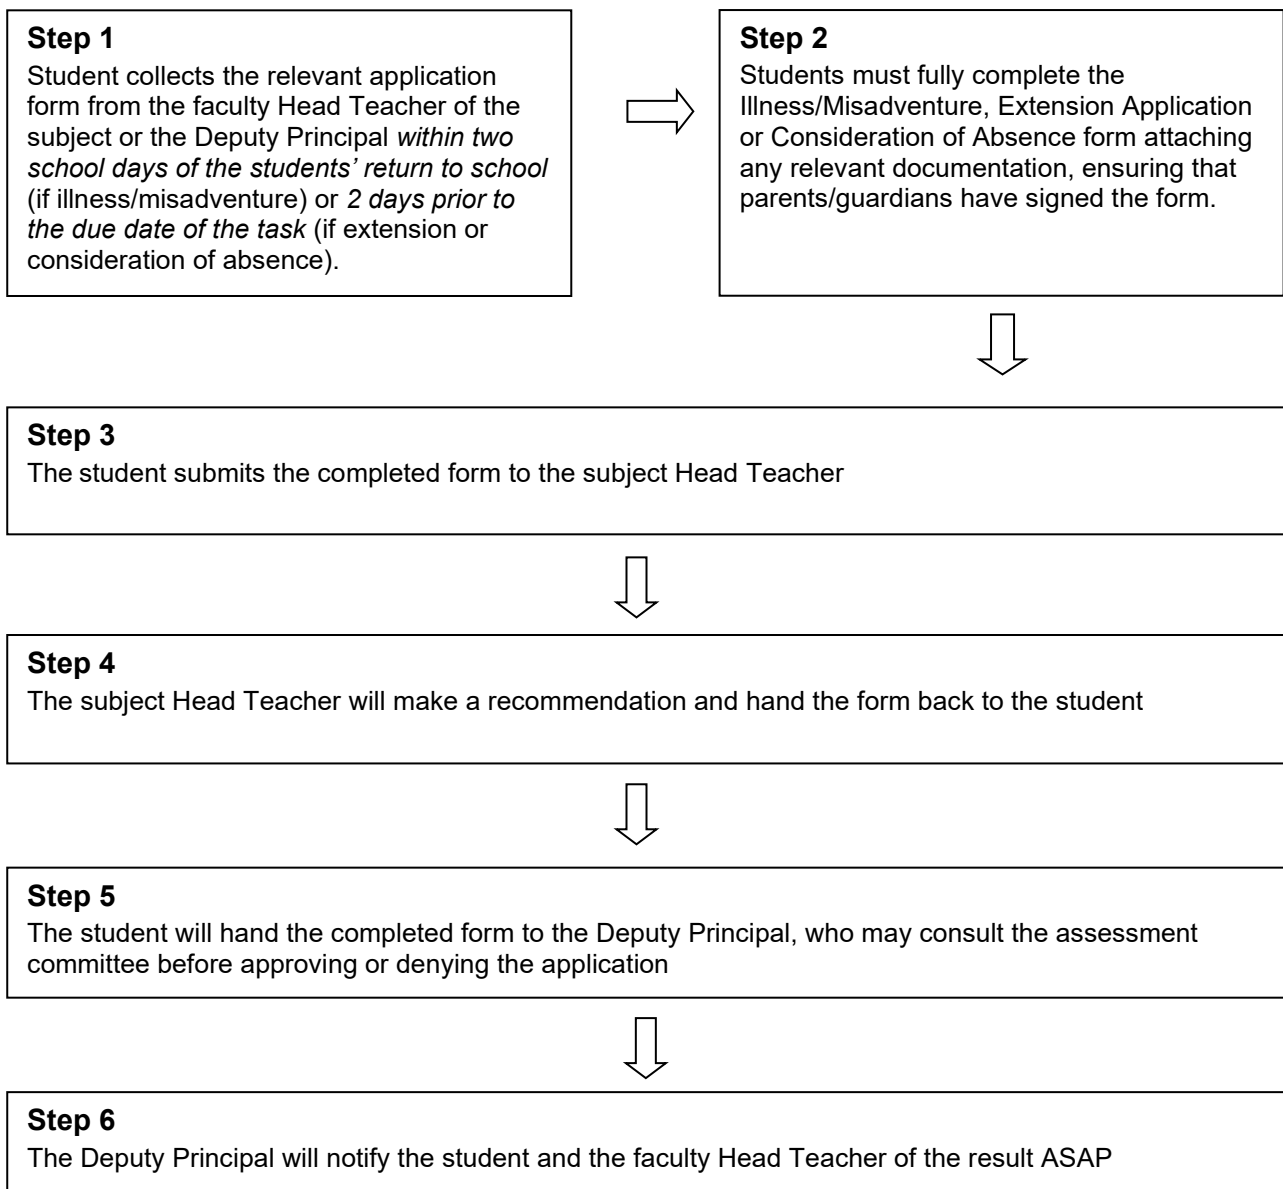 Step 1
Student collects the relevant application
form from the faculty Head Teacher of the
subject or the Deputy Principal within two
school days of the students’ return to school
(if illness/misadventure) or 2 days prior to
the due date of the task (if extension or
consideration of absence).
Step 2
Students must fully complete the
Illness/Misadventure, Extension Application
or Consideration of Absence form attaching
any relevant documentation, ensuring that
parents/guardians have signed the form.
Step 3
The student submits the completed form to the subject Head Teacher
Step 4
The subject Head Teacher will make a recommendation and hand the form back to the student
Step 5
The student will hand the completed form to the Deputy Principal, who may consult the assessment
committee before approving or denying the application
Step 6
The Deputy Principal will notify the student and the faculty Head Teacher of the result ASAP